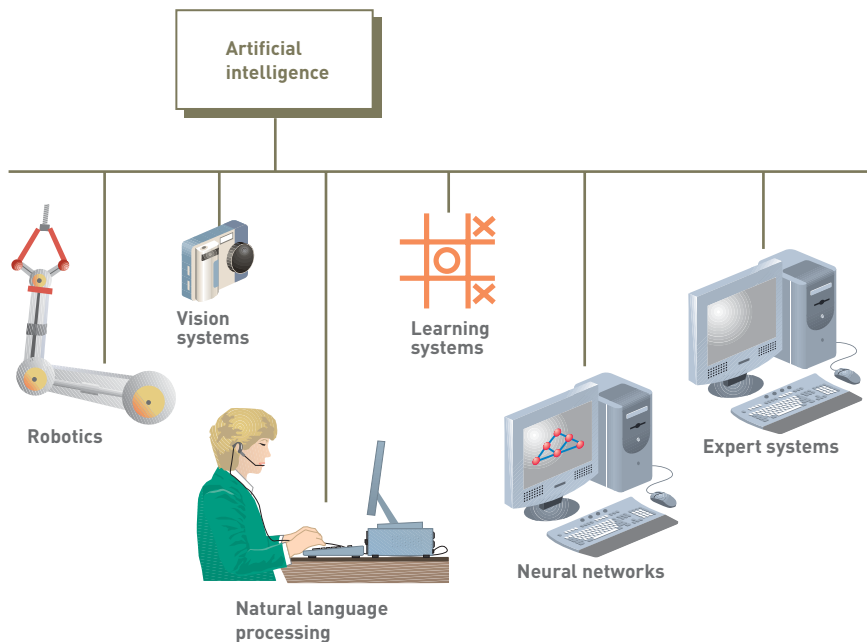 Artificial
intelligence
Vision
systems
Learning
systems
Robotics
Expert systems
Neural networks
Natural language
processing